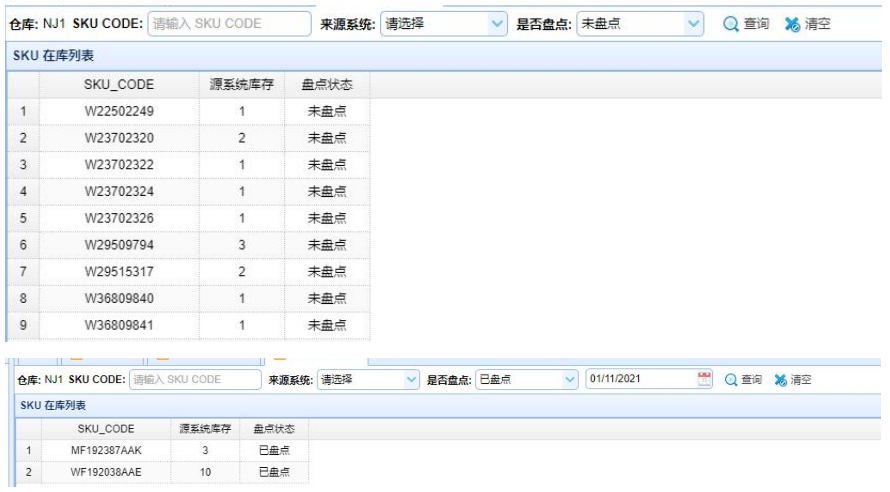 仓库: NJ1 SKU CODE: 请输入 SKU CODE 来源系统: 请选择 是否盘点: 未盘点 查询 清空
SKU 在库列表
SKU_CODE 源系统库存 盘点状态
1 W22502249 1 未盘点
2 W23702320 2 未盘点
3 W23702322 1 未盘点
4 W23702324 1 未盘点
5 W23702326 1 未盘点
6 W29509794 3 未盘点
7 W29515317 2 未盘点
8 W36809840 1 未盘点
9 W36809841 1 未盘点
仓库: NJ1 SKU CODE: 请输入 SKU CODE 来源系统: 请选择 是否盘点: 已盘点 01/11/2021 查询 清空
SKU 在库列表
SKU_CODE 源系统库存 盘点状态
1 MF192387AAK 3 已盘点
2 WF192038AAE 10 已盘点